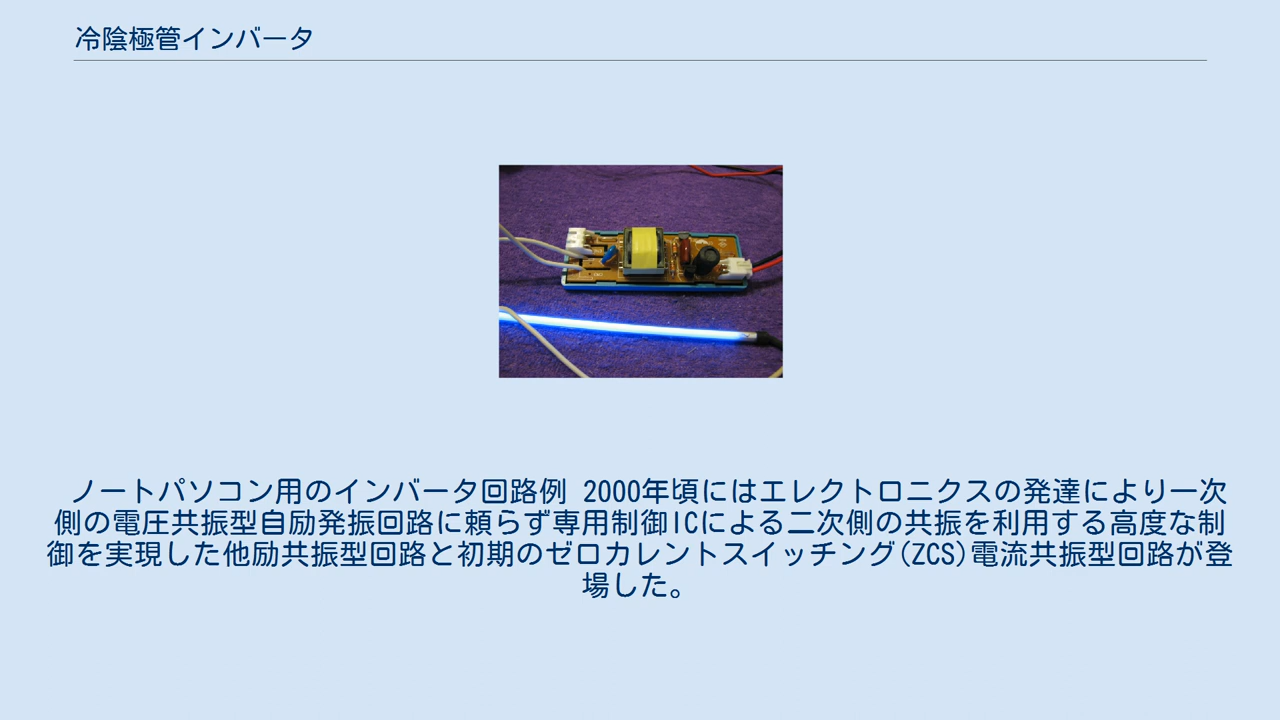 冷陰極管インバータ
ノートパソコン用のインバータ回路例 2000年頃にはエレクトロニクスの発達により一次
側の電圧共振型自励発振回路に頼らず専用制御ICによる二次側の共振を利用する高度な制
御を実現した他励共振型回路と初期のゼロカレントスイッチング(ZCS)電流共振型回路が登
場した。